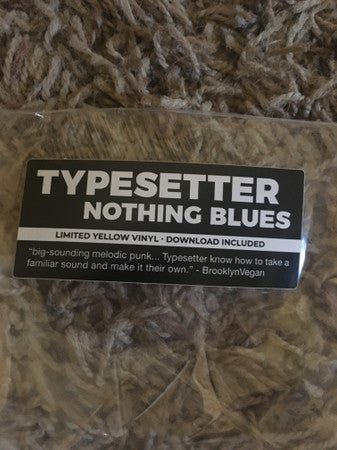 TYPESETTER
NOTHING BLUES
LIMITED YELLOW VINYL • DOWNLOAD INCLUDED
"big-sounding melodic punk... Typesetter know how to take a
familiar sound and make it their own." - BrooklynVegan